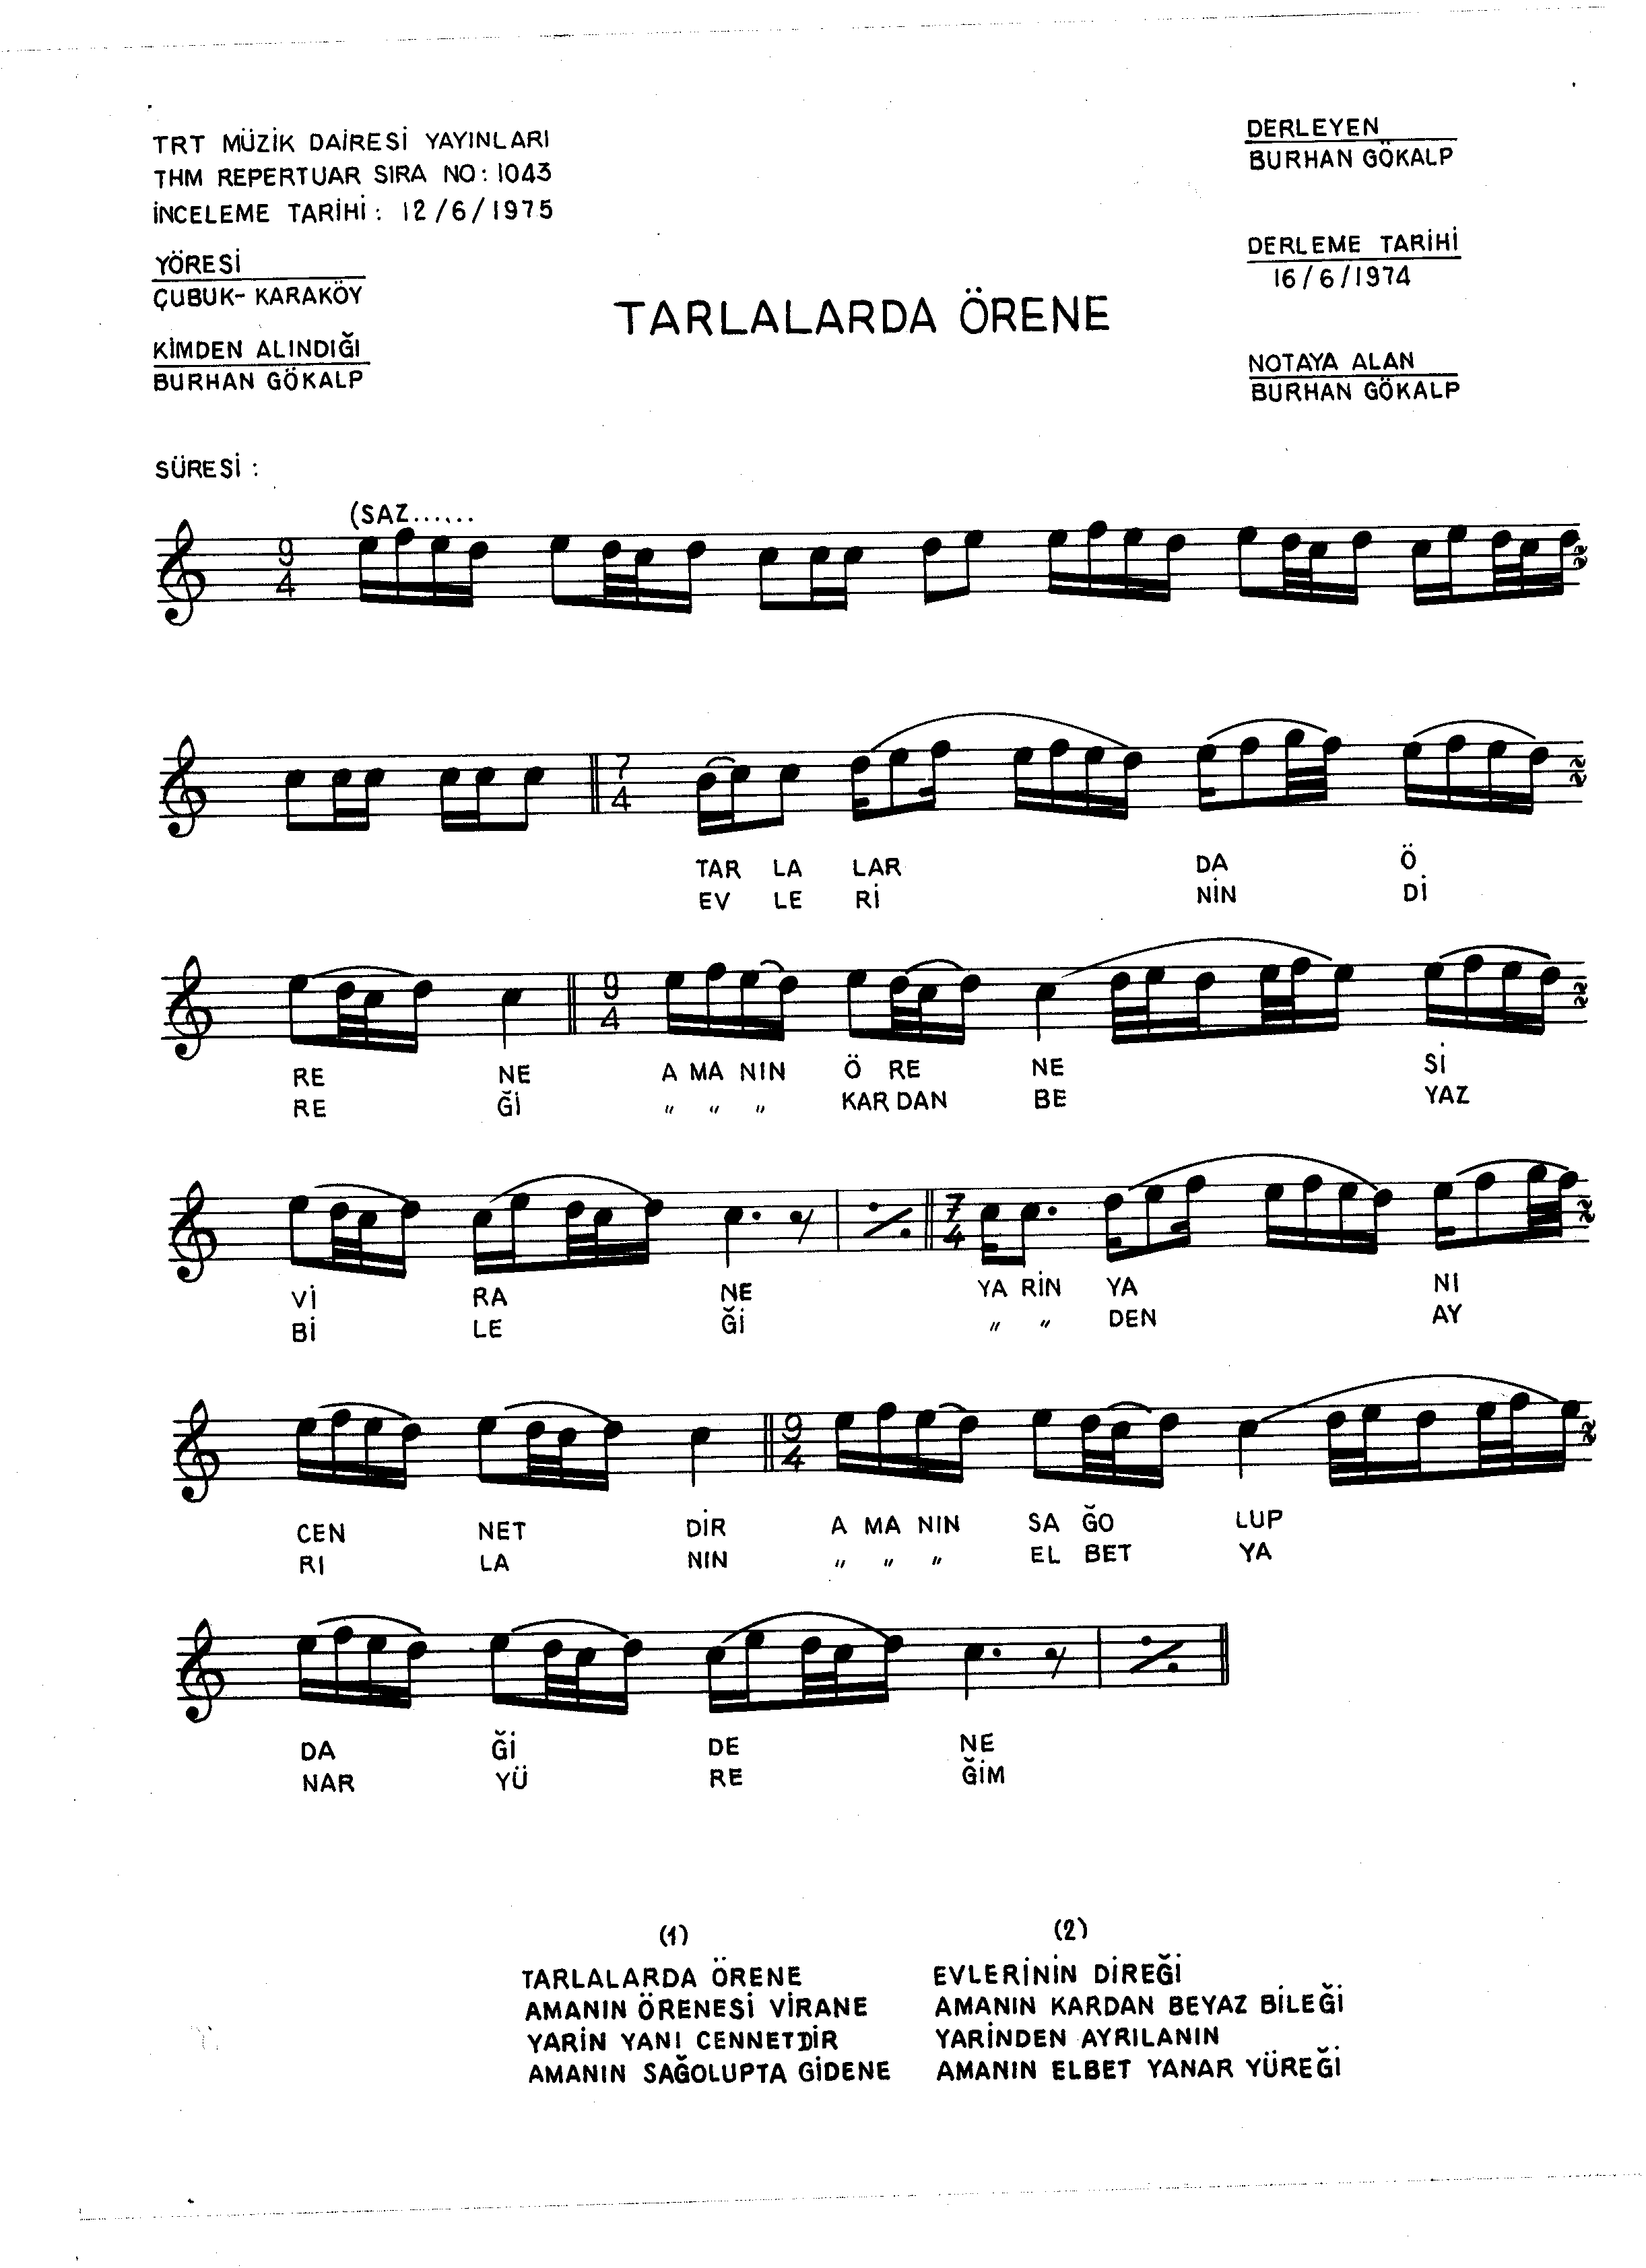 TRT MÜZİK DAİRESİ YAYINLARI
THM REPERTUAR SIRA NO: 1043
İNCELEME TARİHİ: 12/6/1975
YÖRESİ
ÇUBUK- KARAKÖY
KİMDEN ALINDIĞI
BURHAN GÖKALP
SÜRESİ :
TARLALARDA ÖRENE
DERLEYEN
BURHAN GÖKALP
DERLEME TARİHİ
16/6/1974
NOTAYA ALAN
BURHAN GÖKALP
(SAZ......
9
4
7
4
TAR LA LAR DA Ö
EV LE Rİ NİN Dİ
9
4
RE NE A MA NIN Ö RE NE Sİ
RE Ğİ " " " KAR DAN BE YAZ
7
4
Vİ RA NE YA RİN YA NI
Bİ LE Ğİ " " DEN AY
9
4
CEN NET DİR A MA NIN SA ĞO LUP
RI LA NIN " " " EL BET YA
DA Ğİ DE NE
NAR YÜ RE ĞİM
(1)
TARLALARDA ÖRENE
AMANIN ÖRENESİ VİRANE
YARİN YANI CENNETDİR
AMANIN SAĞOLUPTA GİDENE
(2)
EVLERİNİN DİREĞİ
AMANIN KARDAN BEYAZ BİLEĞİ
YARİNDEN AYRILANIN
AMANIN ELBET YANAR YÜREĞİ